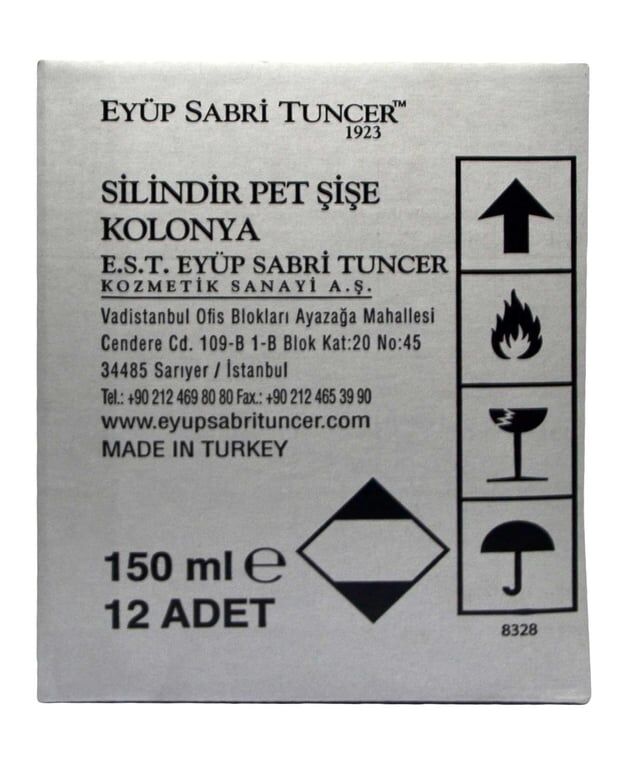 EYÜP SABRİ TUNCER™
1923
SİLİNDİR PET ŞİŞE
KOLONYA
E.S.T. EYÜP SABRİ TUNCER
KOZMETİK SANAYİ A.Ş.
Vadistanbul Ofis Blokları Ayazağa Mahallesi
Cendere Cd. 109-B 1-B Blok Kat:20 No:45
34485 Sarıyer / İstanbul
Tel.: +90 212 469 80 80 Fax.: +90 212 465 39 90
www.eyupsabrituncer.com
MADE IN TURKEY
150 ml ℮
12 ADET
8328